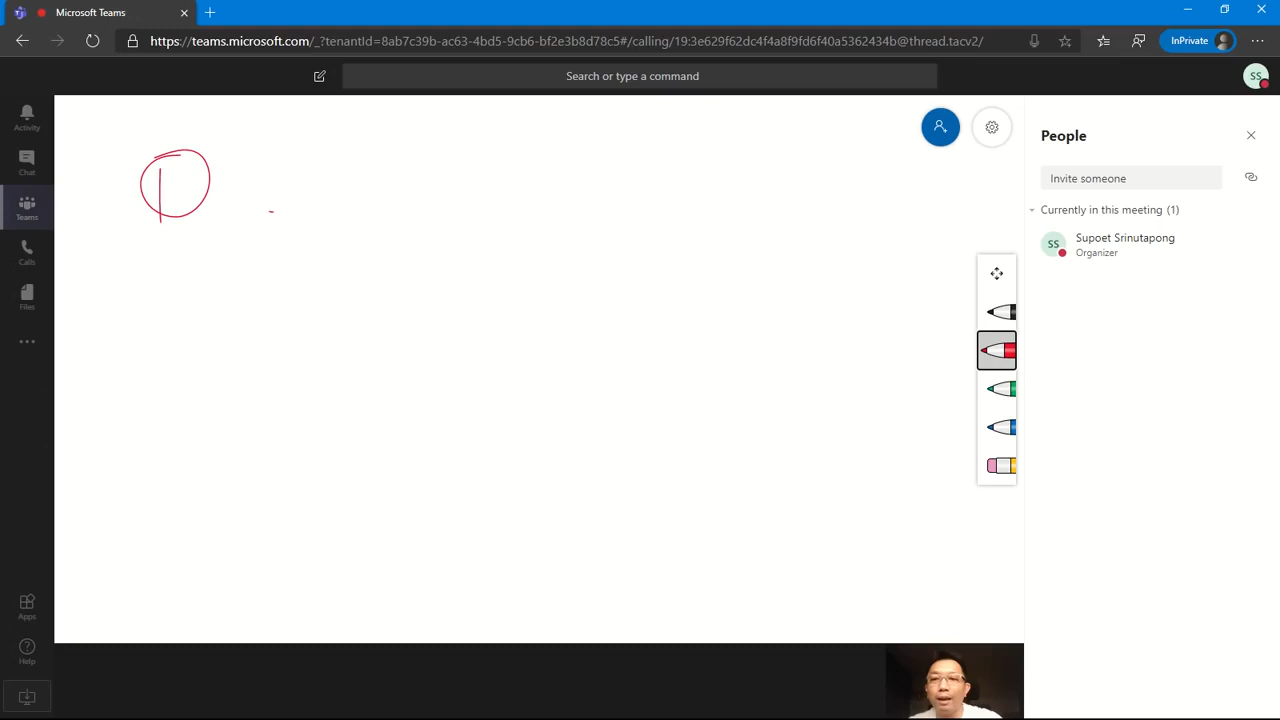 Microsoft Teams
https://teams.microsoft.com/_?tenantId=8ab7c39b-ac63-4bd5-9cb6-bf2e3b8d78c5#/calling/19:3e629f62dc4f4a8f9fd6f40a5362434b@thread.tacv2/
InPrivate
Search or type a command
SS
Activity
Chat
Teams
Calls
Files
Apps
Help
People
Invite someone
Currently in this meeting (1)
SS
Supoet Srinutapong
Organizer